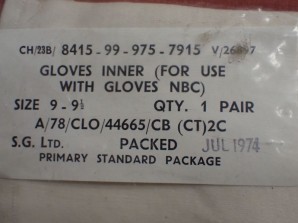 CH/23B/ 8415-99-975-7915 V/26897
GLOVES INNER (FOR USE
WITH GLOVES NBC)
SIZE 9-9½ QTY. 1 PAIR
A/78/CLO/44665/CB (CT)2C
S.G. LTD. PACKED JUL 1974
PRIMARY STANDARD PACKAGE